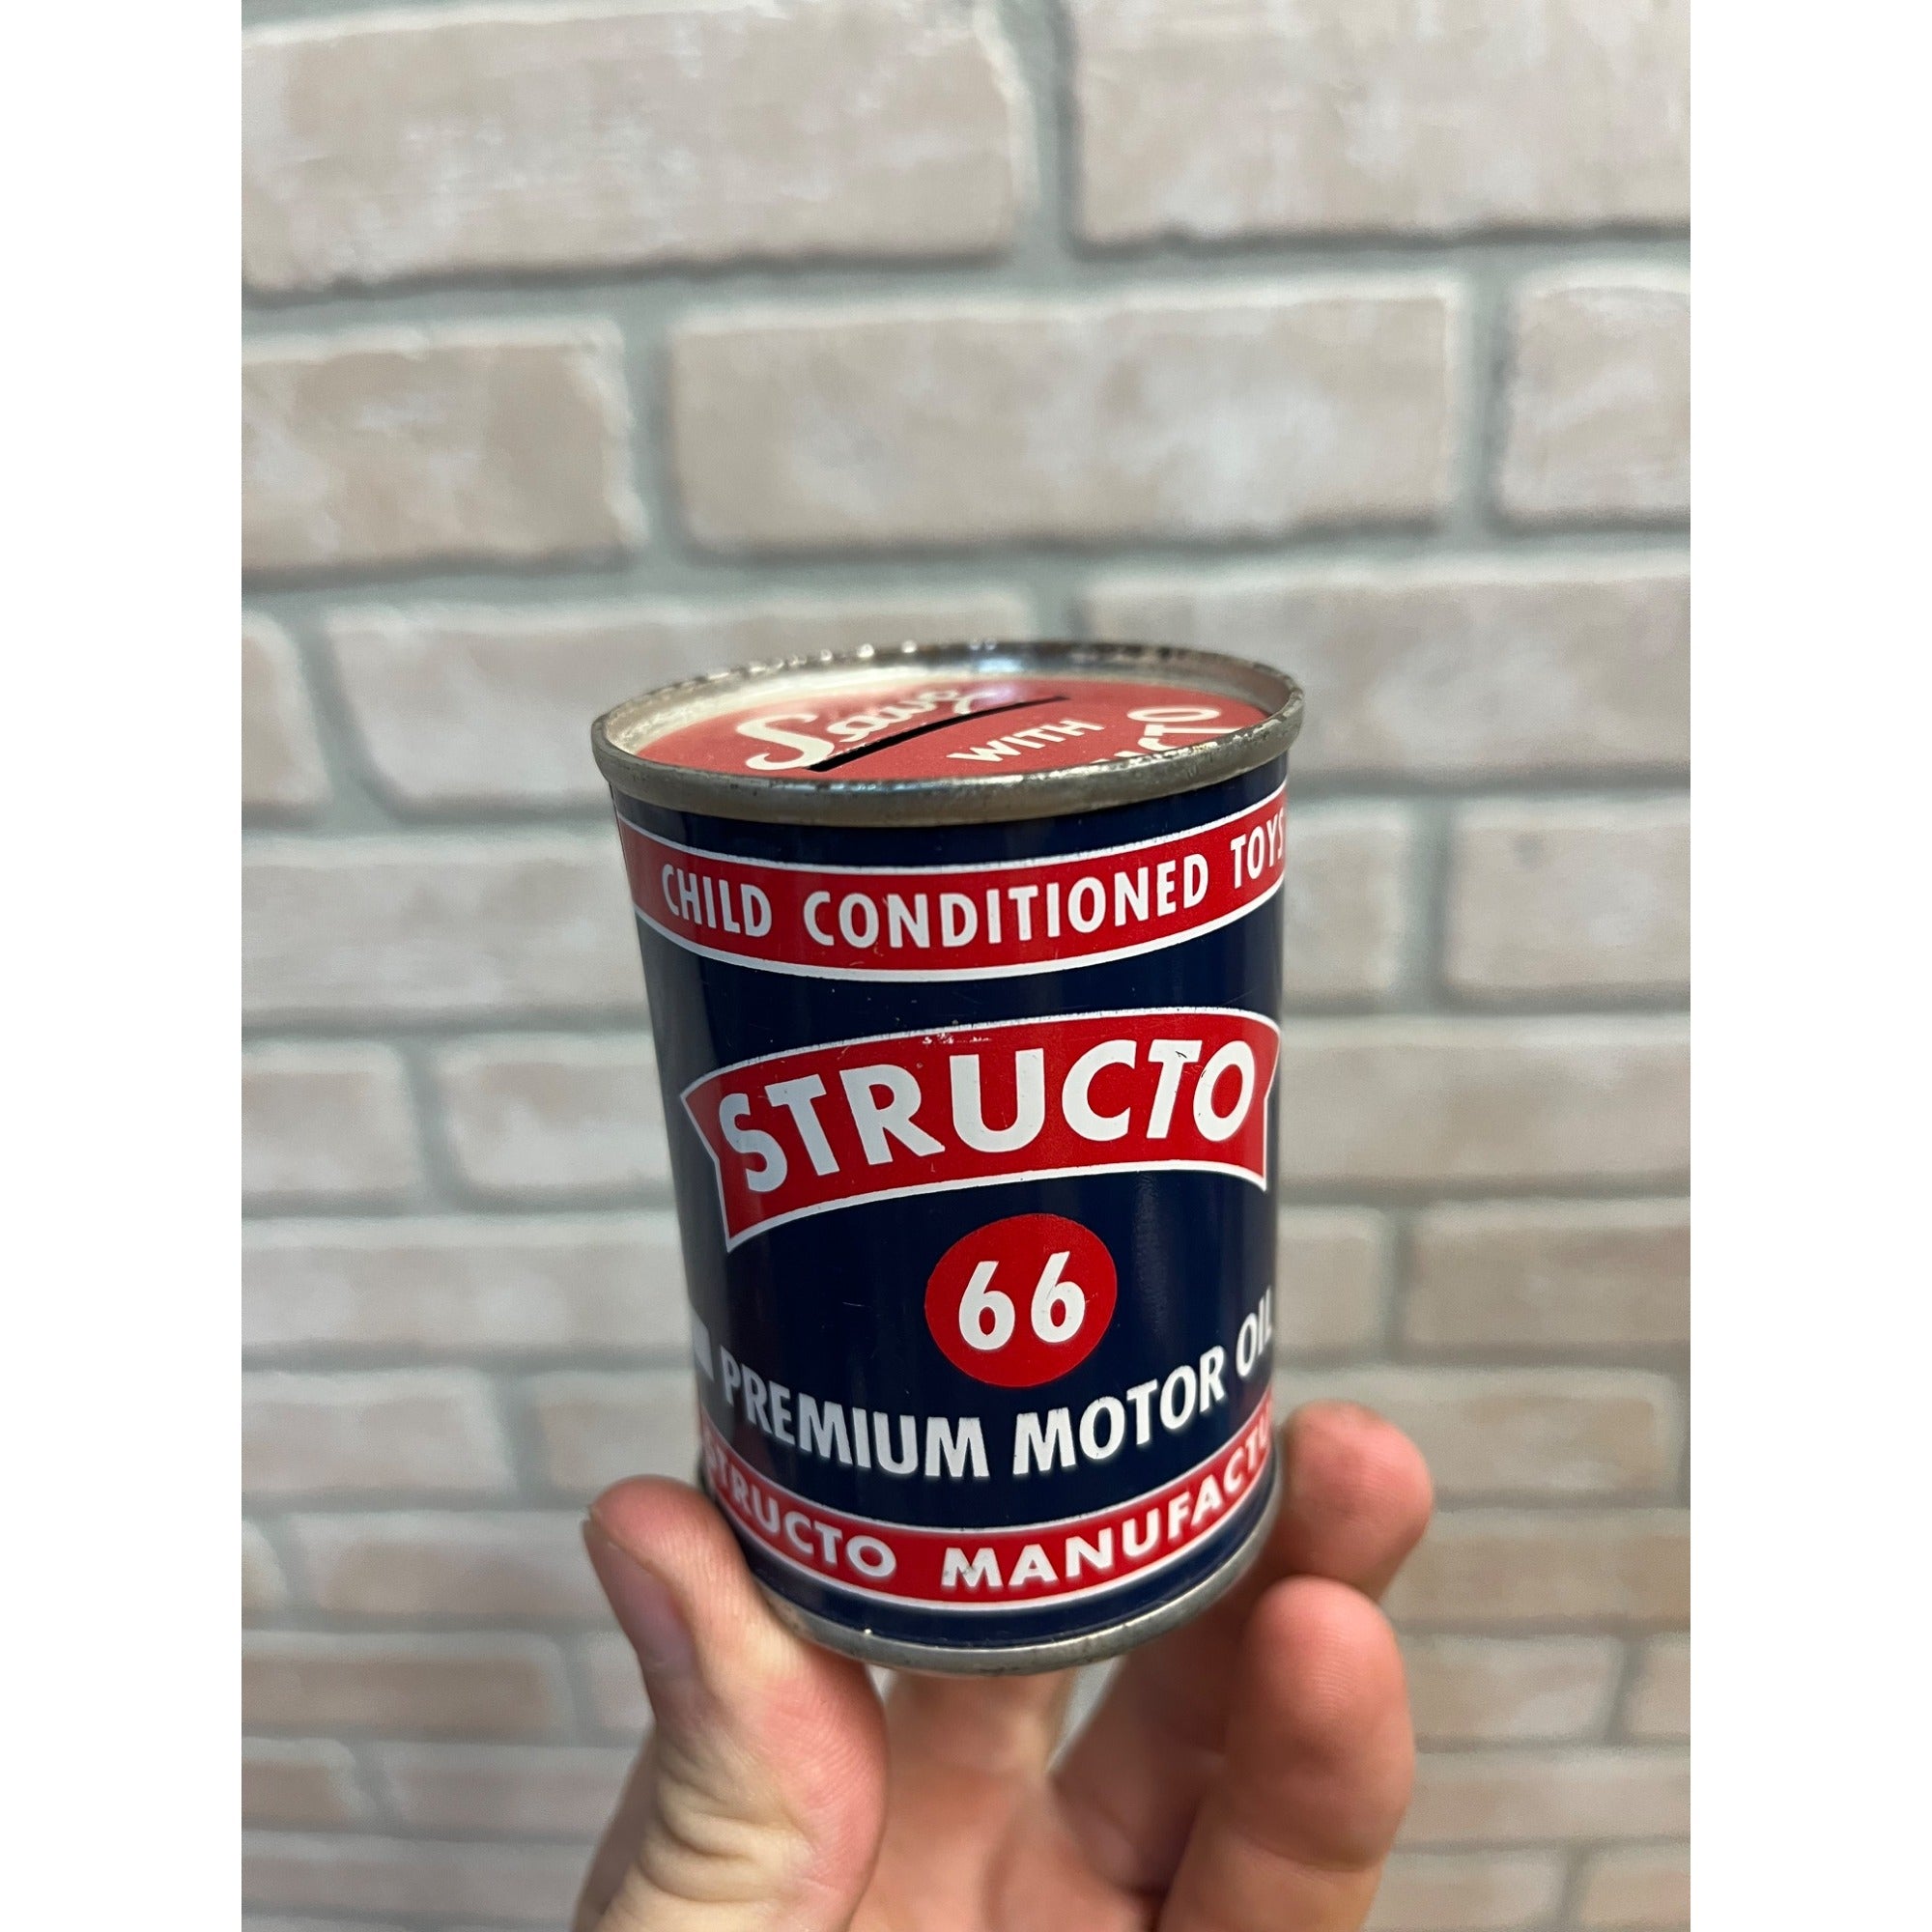 Save
WITH
CHILD CONDITIONED TOYS
STRUCTO
66
PREMIUM MOTOR OIL
STRUCTO MANUFACTU